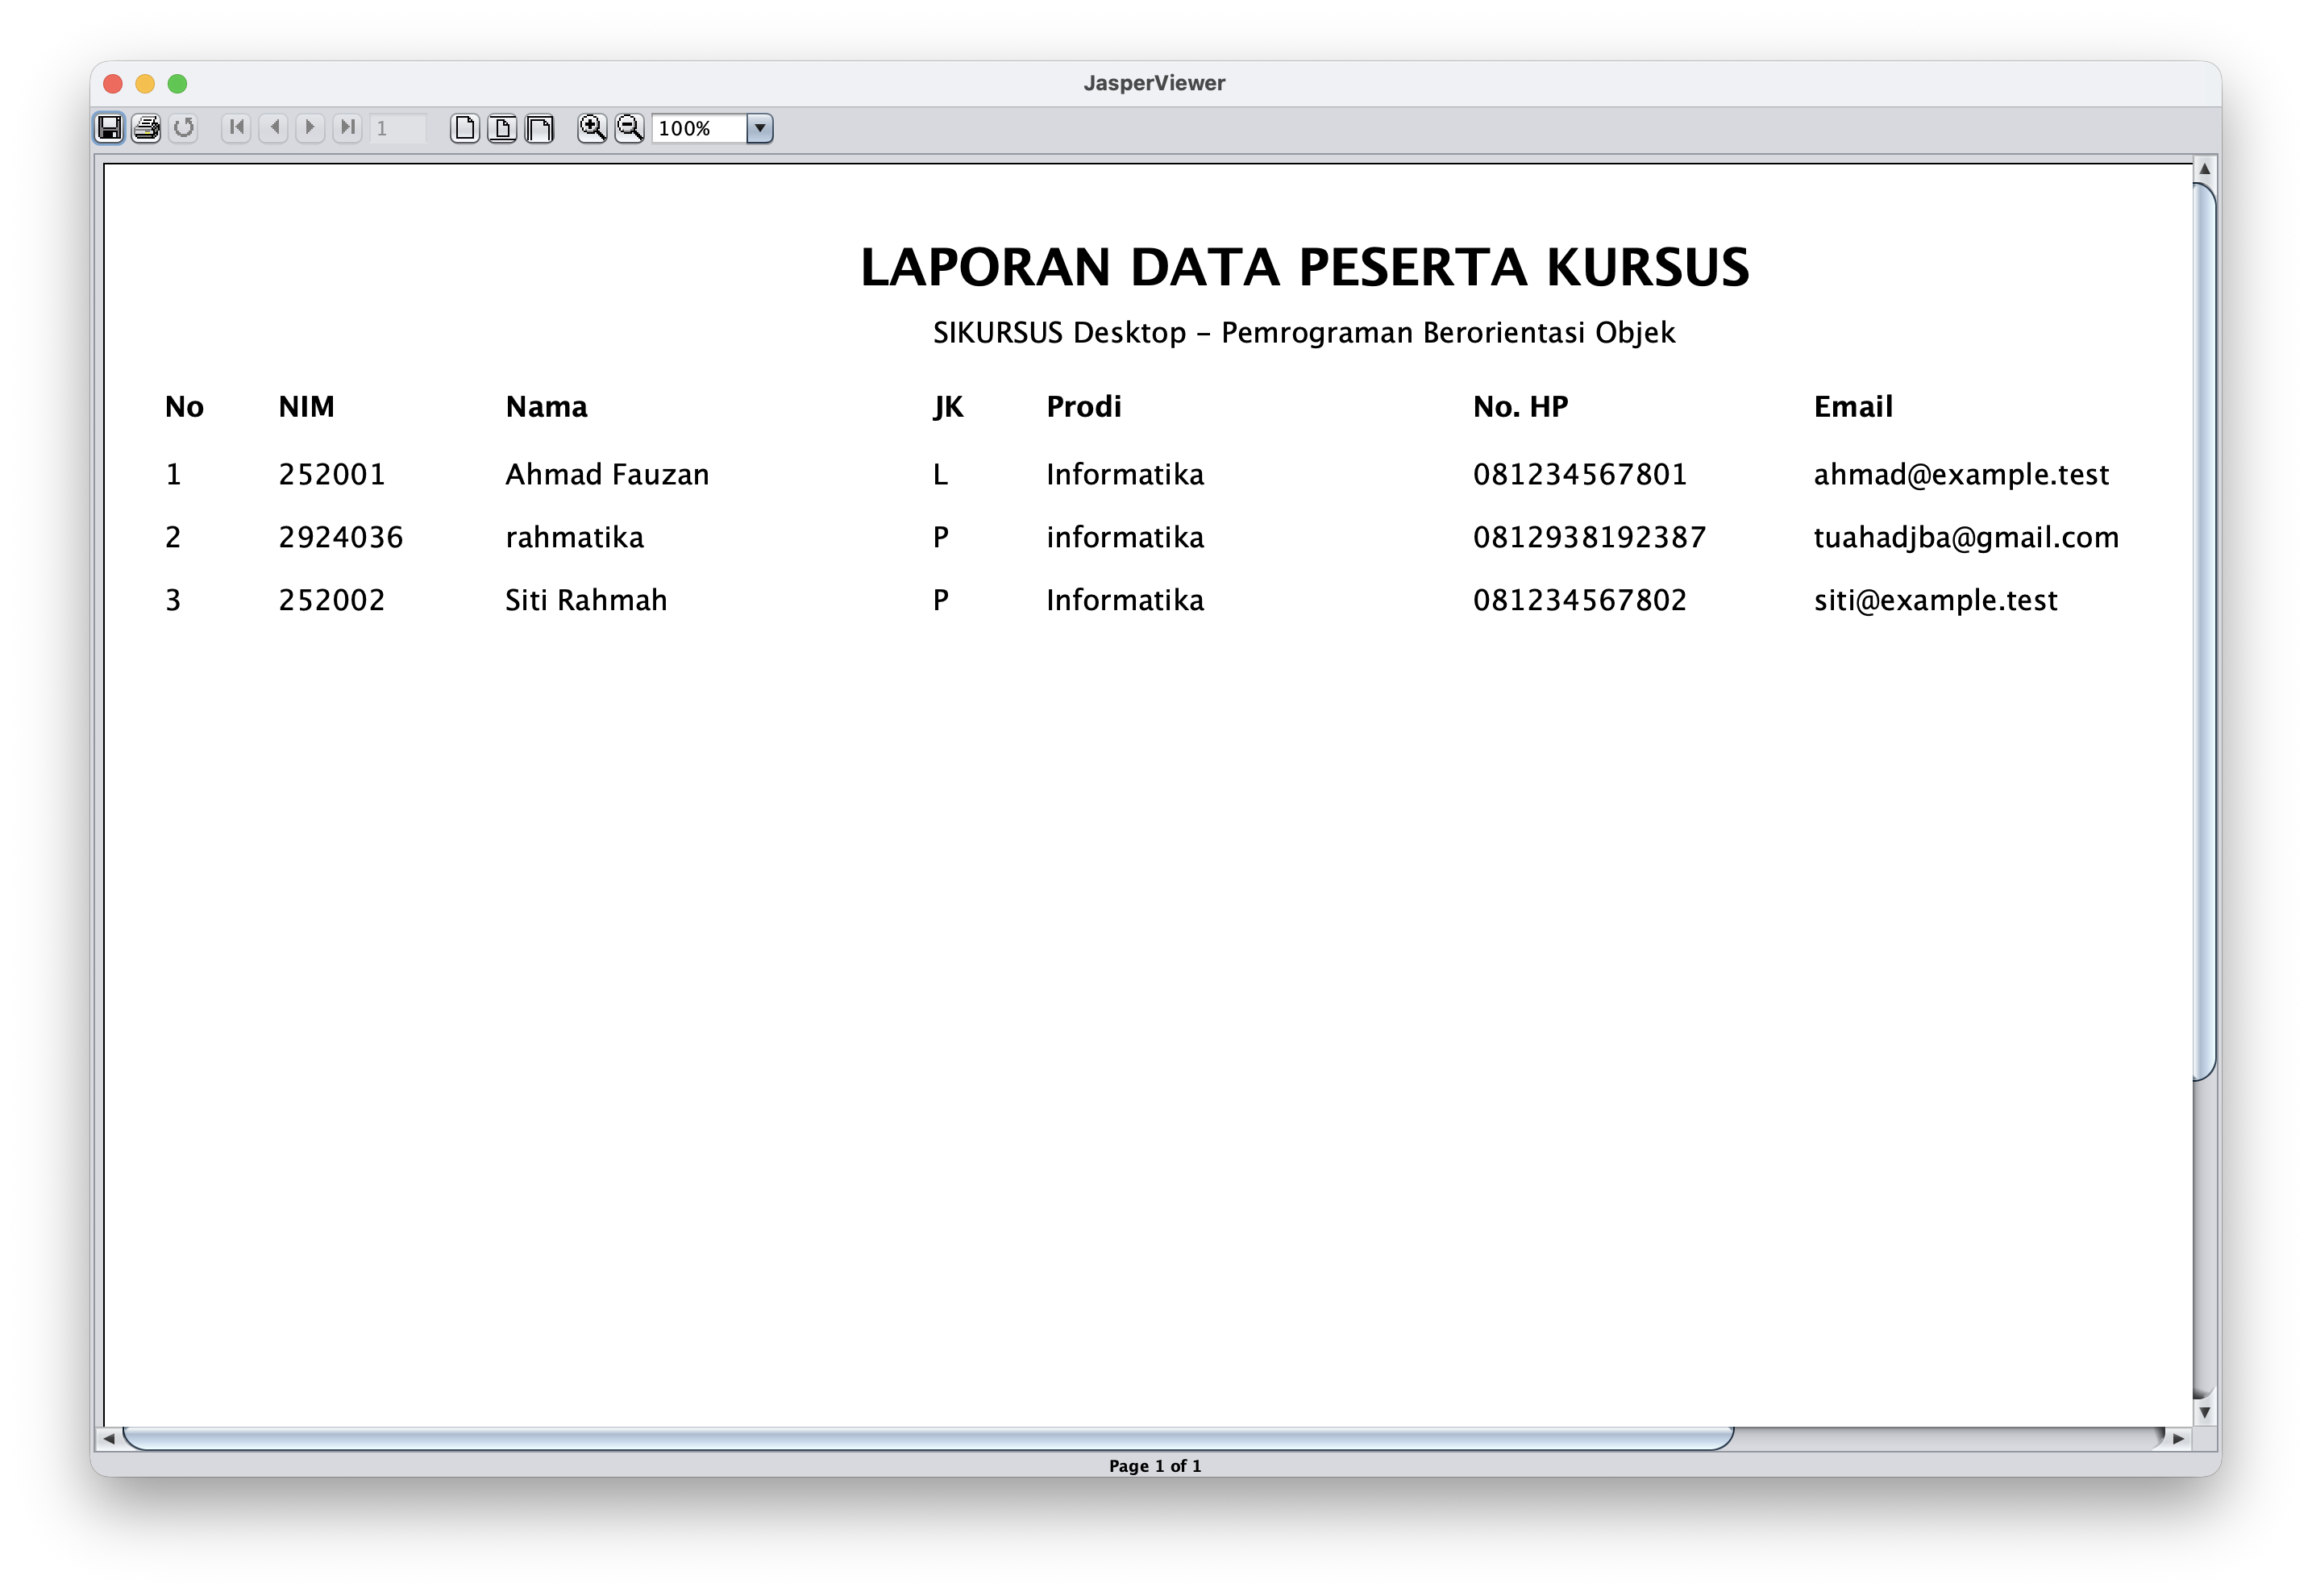 JasperViewer
1
100%
LAPORAN DATA PESERTA KURSUS
SIKURSUS Desktop - Pemrograman Berorientasi Objek
No NIM Nama JK Prodi No. HP Email
1 252001 Ahmad Fauzan L Informatika 081234567801 ahmad@example.test
2 2924036 rahmatika P informatika 0812938192387 tuahadjba@gmail.com
3 252002 Siti Rahmah P Informatika 081234567802 siti@example.test
Page 1 of 1